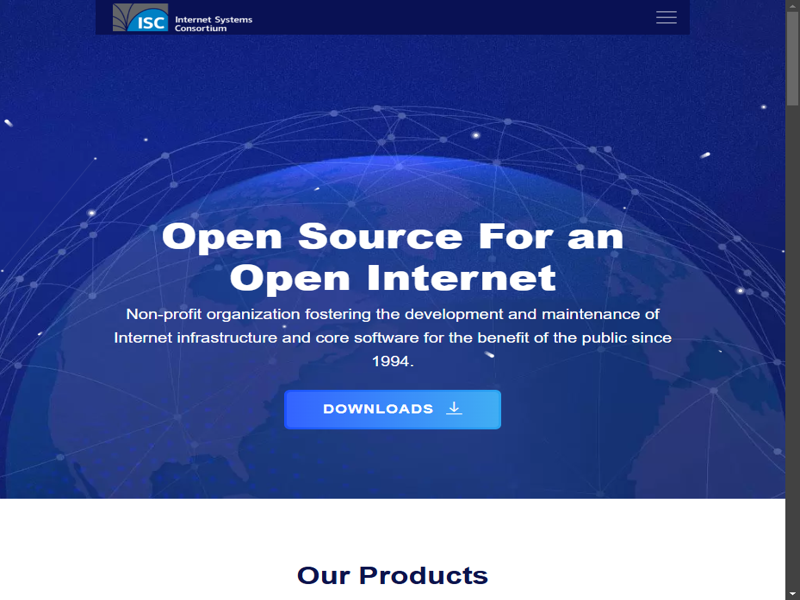 ISC
Internet Systems
Consortium
Open Source For an
Open Internet
Non-profit organization fostering the development and maintenance of
Internet infrastructure and core software for the benefit of the public since
1994.
DOWNLOADS
Our Products